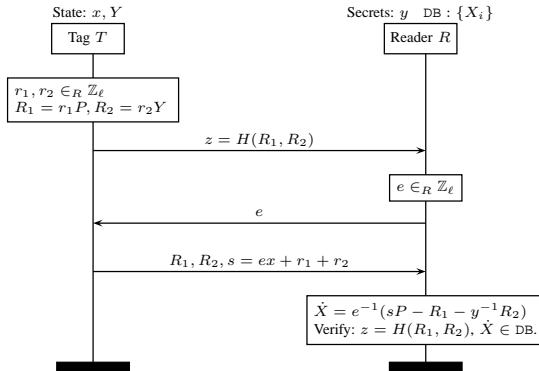 State: x, Y
Secrets: y DB : {X_i}
Tag T
Reader R
r_1, r_2 ∈_R ℤ_ℓ
R_1 = r_1P, R_2 = r_2Y
z = H(R_1, R_2)
e ∈_R ℤ_ℓ
e
R_1, R_2, s = ex + r_1 + r_2
Ẋ = e^{-1}(sP − R_1 − y^{-1}R_2)
Verify: z = H(R_1, R_2), Ẋ ∈ DB.